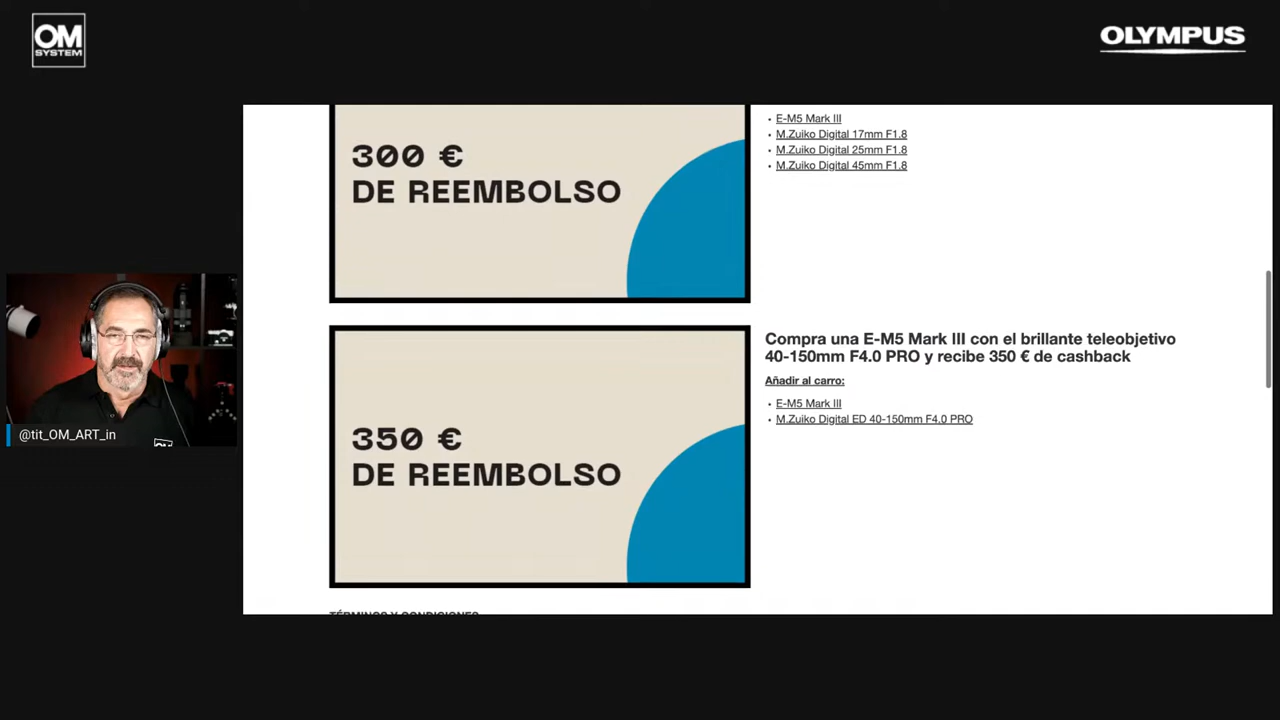 OM
SYSTEM
OLYMPUS
300 €
DE REEMBOLSO
• E-M5 Mark III
• M.Zuiko Digital 17mm F1.8
• M.Zuiko Digital 25mm F1.8
• M.Zuiko Digital 45mm F1.8
350 €
DE REEMBOLSO
Compra una E-M5 Mark III con el brillante teleobjetivo
40-150mm F4.0 PRO y recibe 350 € de cashback
Añadir al carro:
• E-M5 Mark III
• M.Zuiko Digital ED 40-150mm F4.0 PRO
@tit_OM_ART_in
OM
TÉRMINOS Y CONDICIONES